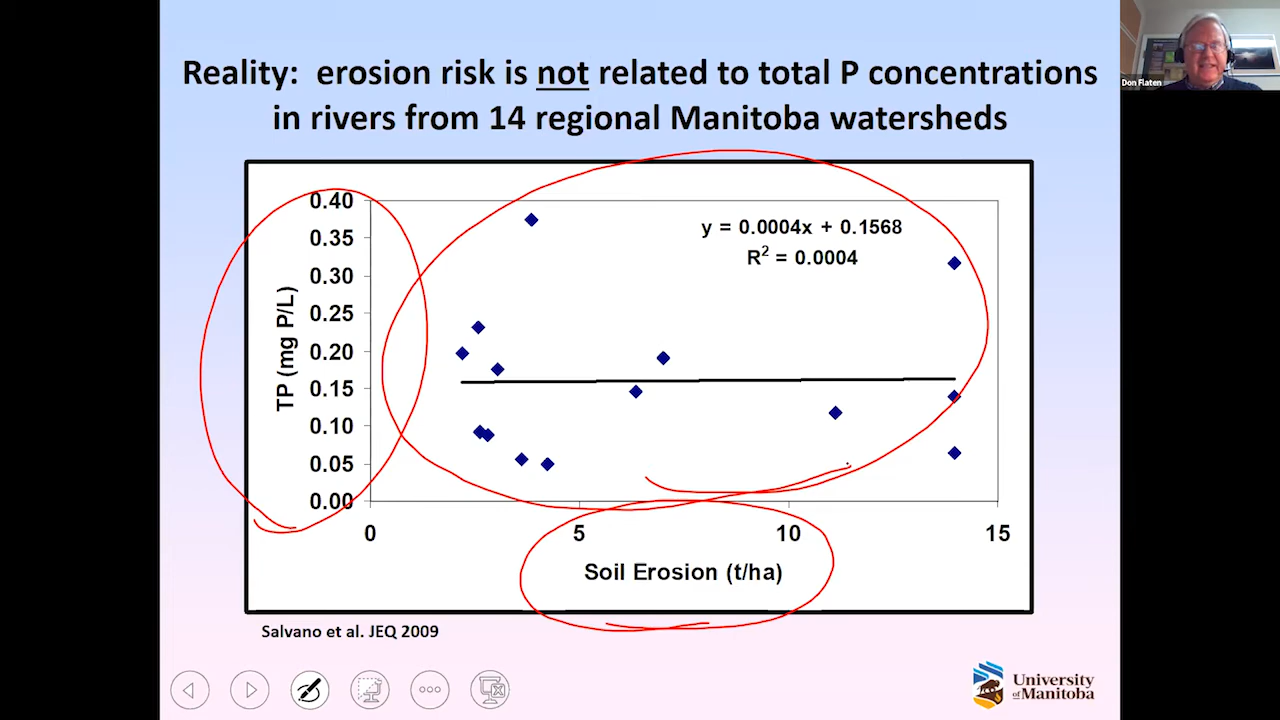 Reality: erosion risk is not related to total P concentrations
in rivers from 14 regional Manitoba watersheds
Don Flaten
0.40
0.35
0.30
0.25
0.20
0.15
0.10
0.05
0.00
TP (mg P/L)
y = 0.0004x + 0.1568
R² = 0.0004
0 5 10 15
Soil Erosion (t/ha)
Salvano et al. JEQ 2009
University
of Manitoba